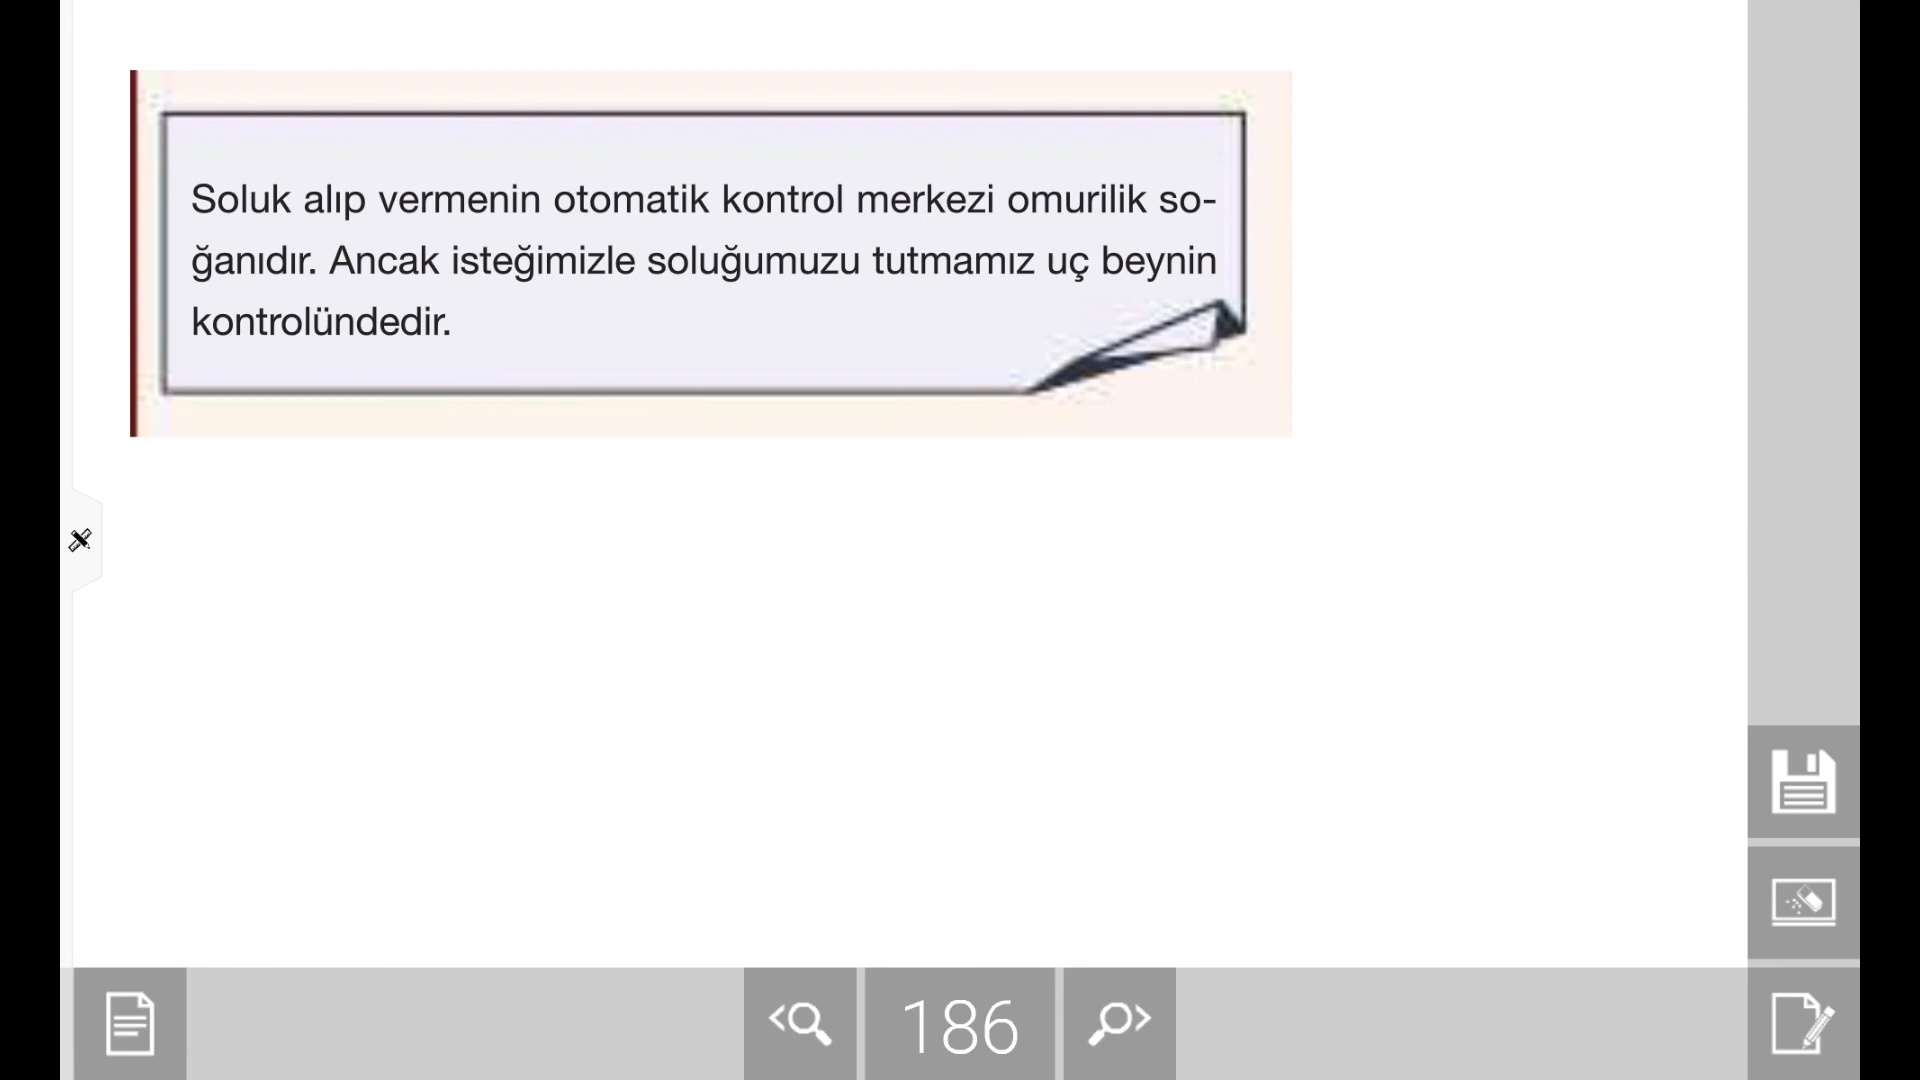 Soluk alıp vermenin otomatik kontrol merkezi omurilik so-
ğanıdır. Ancak isteğimizle soluğumuzu tutmamız uç beynin
kontrolündedir.
186